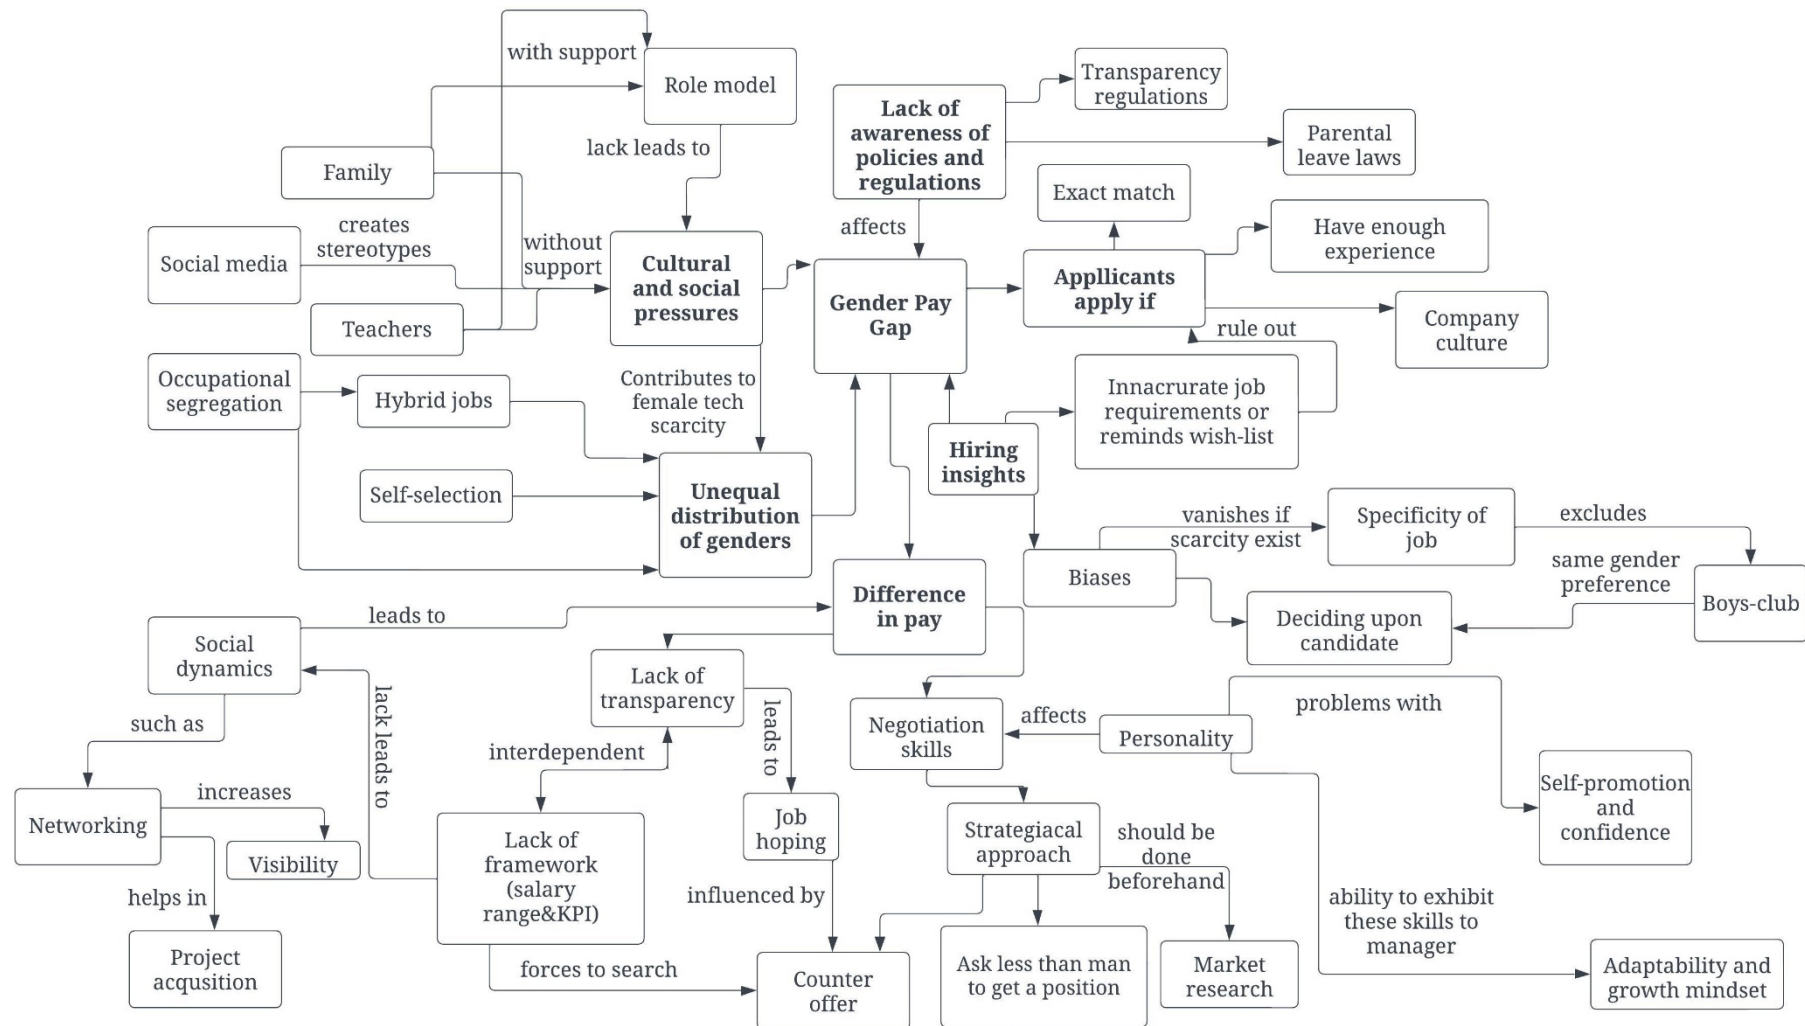 with support
Role model
lack leads to
Family
Social media
creates
stereotypes
without
support
Teachers
Cultural
and social
pressures
Lack of
awareness of
policies and
regulations
Transparency
regulations
Parental
leave laws
affects
Exact match
Have enough
experience
Gender Pay
Gap
Appllicants
apply if
Company
culture
rule out
Innacrurate job
requirements or
reminds wish-list
Hiring
insights
Occupational
segregation
Hybrid jobs
Contributes to
female tech
scarcity
Self-selection
Unequal
distribution
of genders
vanishes if
scarcity exist
Specificity of
job
excludes
Biases
same gender
preference
Boys-club
Deciding upon
candidate
Difference
in pay
leads to
Social
dynamics
such as
lack leads to
Lack of
transparency
interdependent
leads to
Negotiation
skills
affects
Personality
problems with
Self-promotion
and
confidence
Networking
increases
Visibility
helps in
Project
acqusition
Lack of
framework
(salary
range&KPI)
Job
hoping
influenced by
forces to search
Counter
offer
Strategiacal
approach
should be
done
beforehand
Ask less than man
to get a position
Market
research
ability to exhibit
these skills to
manager
Adaptability and
growth mindset